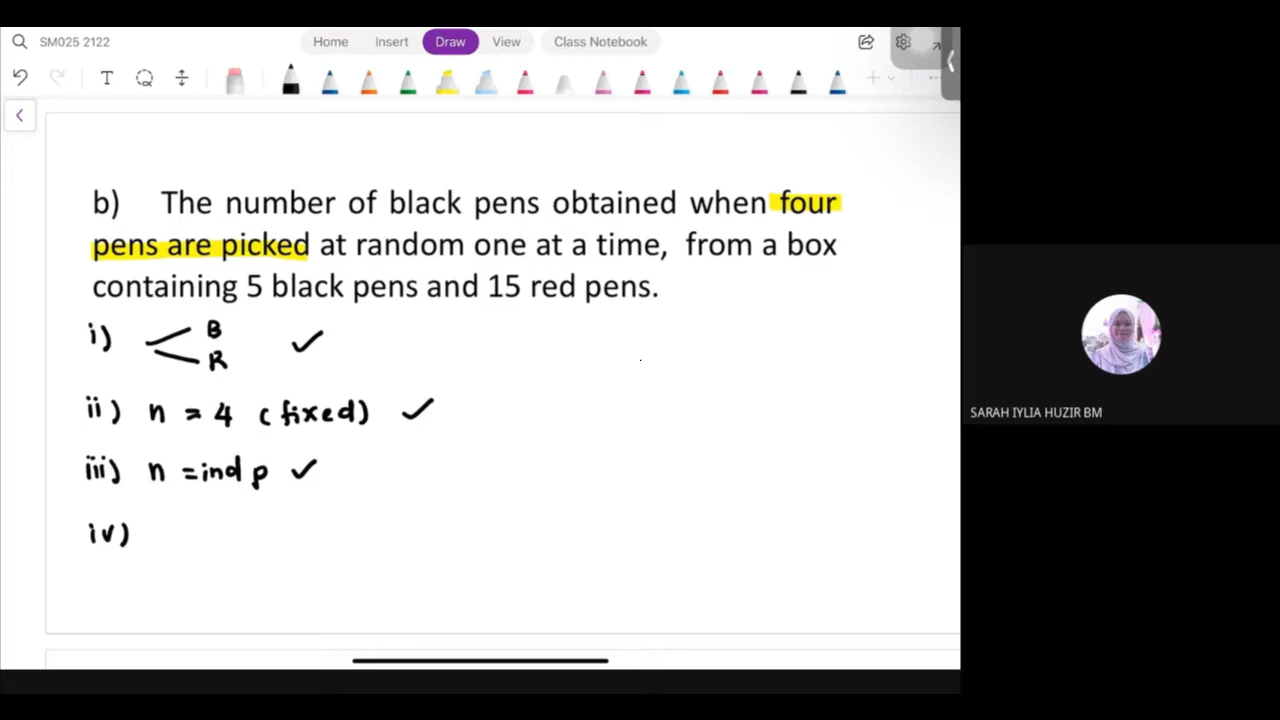 SM025 2122
Home Insert Draw View Class Notebook
b) The number of black pens obtained when four
pens are picked at random one at a time, from a box
containing 5 black pens and 15 red pens.
i) B
R
ii) n = 4 (fixed)
iii) n = ind p
iv)
SARAH IYLIA HUZIR BM